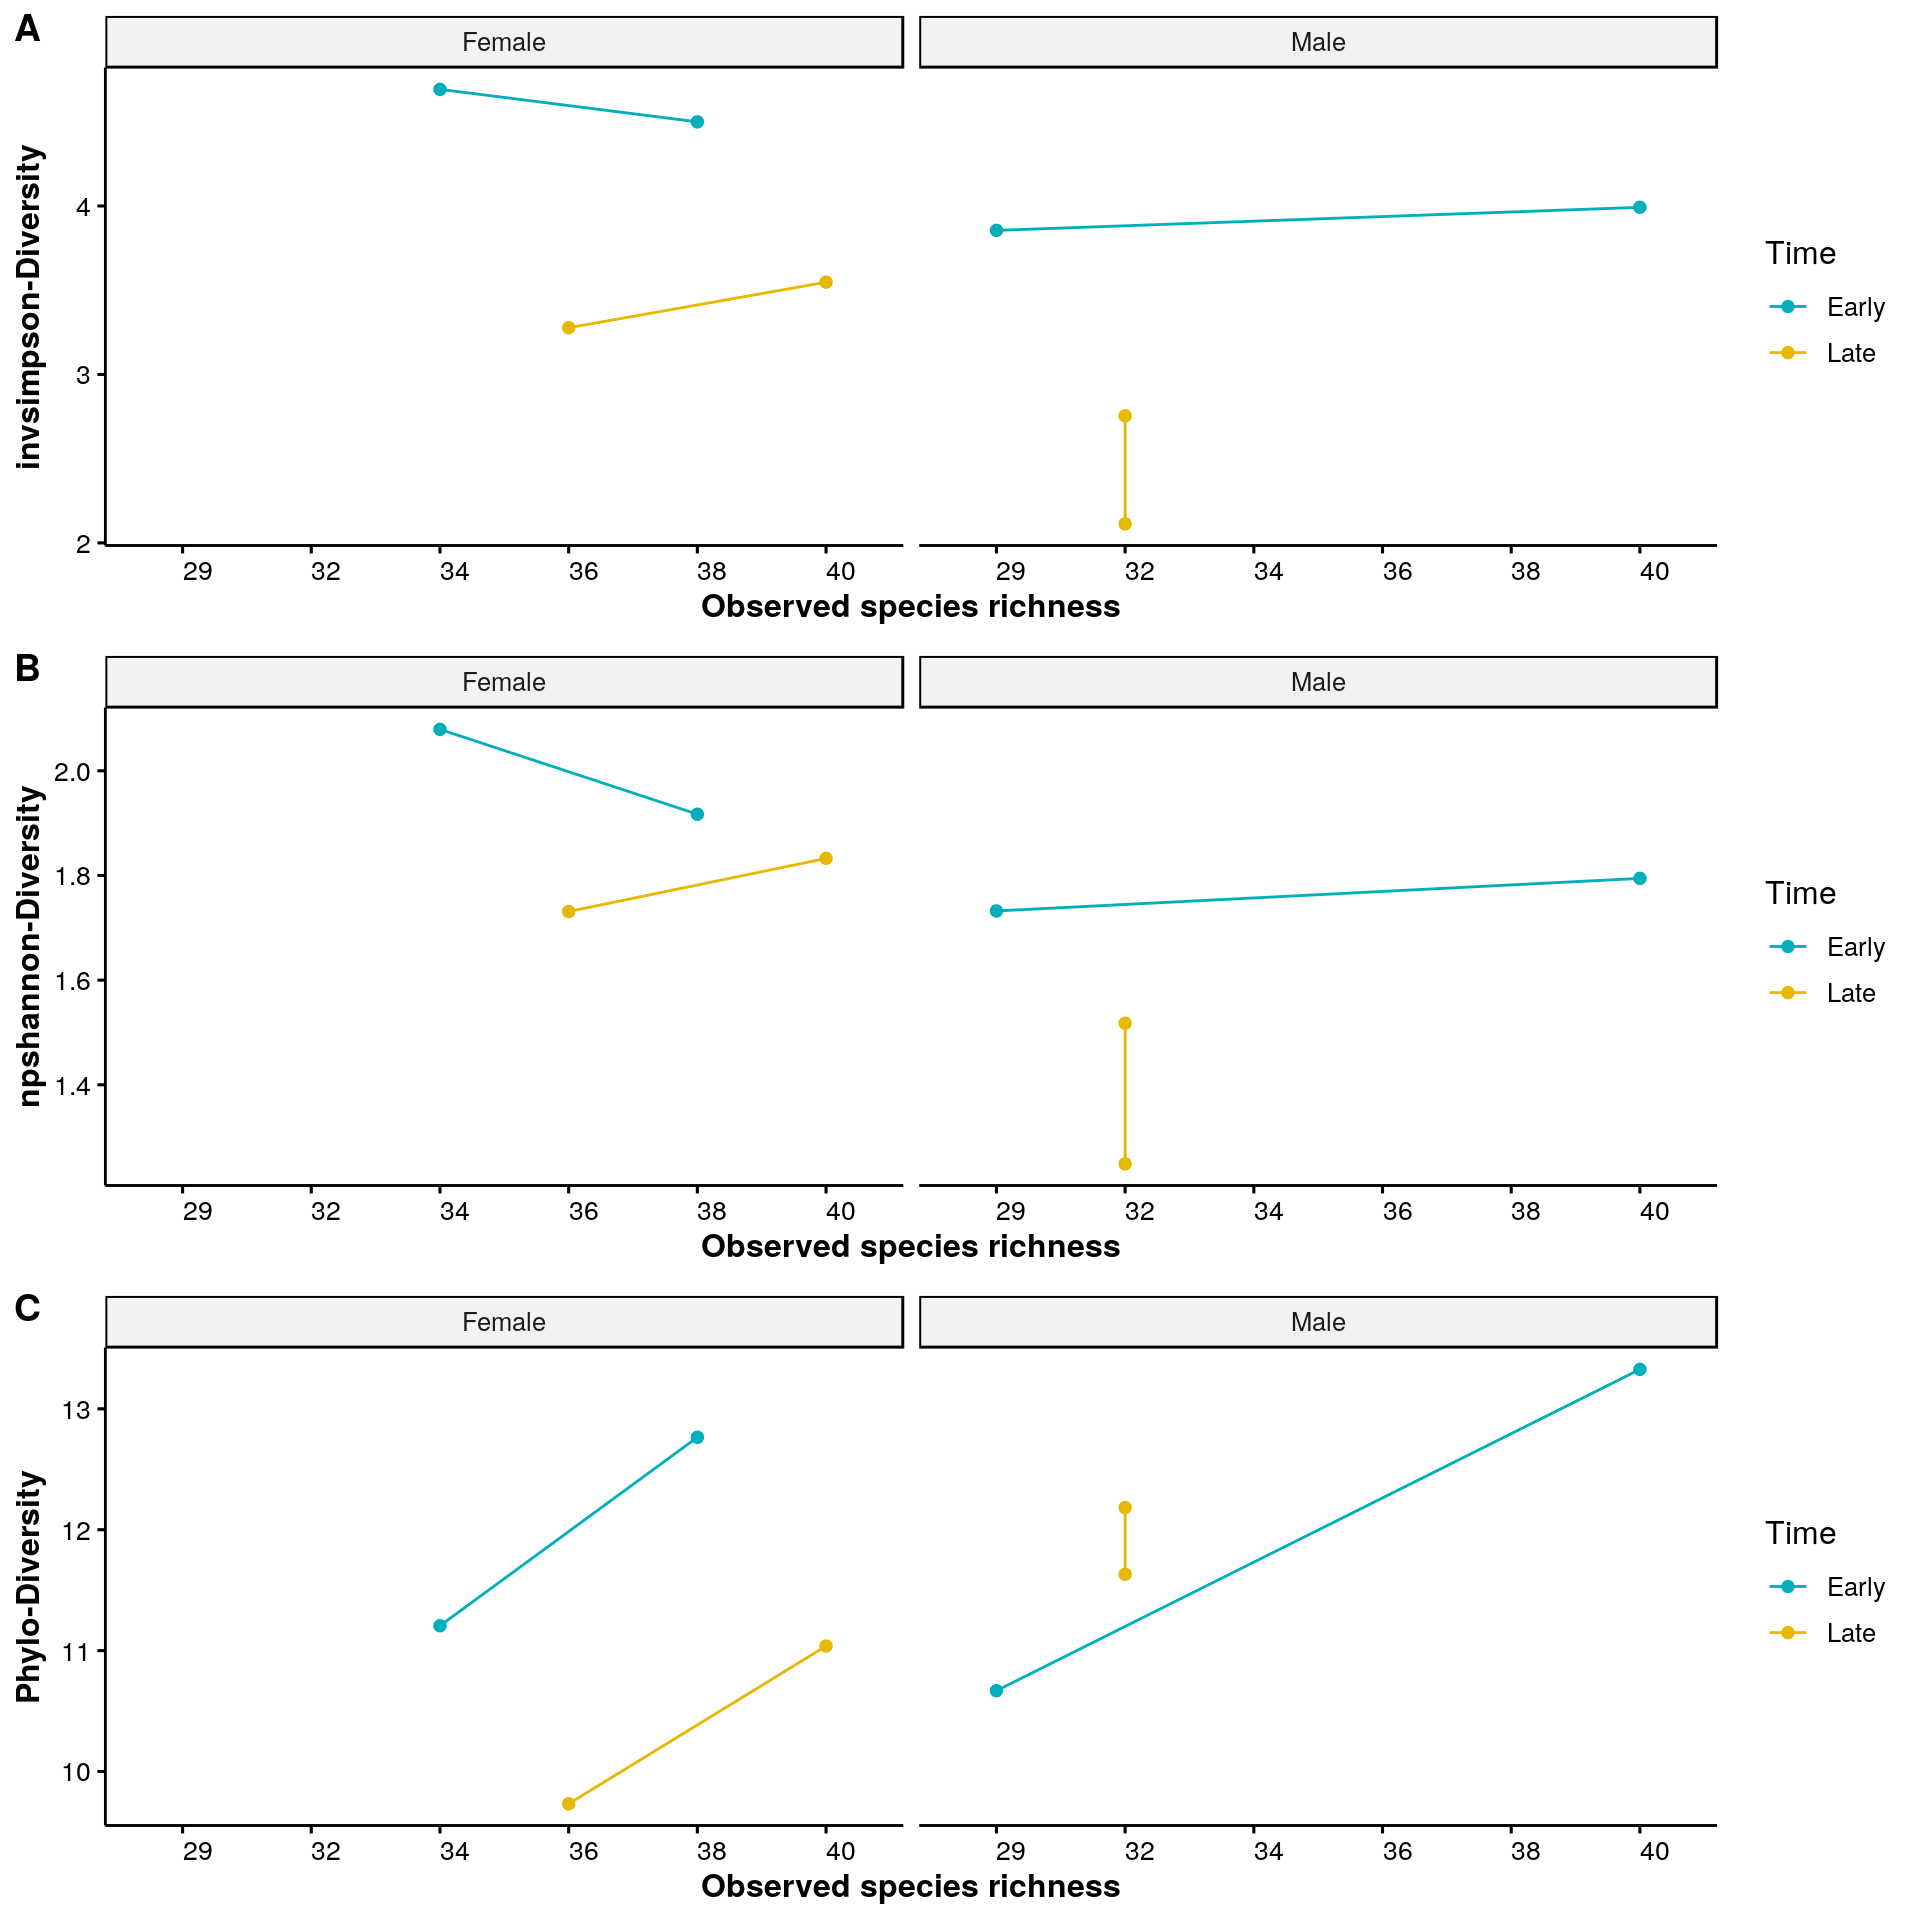 A
Female
Male
invsimpson-Diversity
4
3
2
29 32 34 36 38 40
29 32 34 36 38 40
Observed species richness
Time
Early
Late
B
Female
Male
npshannon-Diversity
2.0
1.8
1.6
1.4
29 32 34 36 38 40
29 32 34 36 38 40
Observed species richness
Time
Early
Late
C
Female
Male
Phylo-Diversity
13
12
11
10
29 32 34 36 38 40
29 32 34 36 38 40
Observed species richness
Time
Early
Late